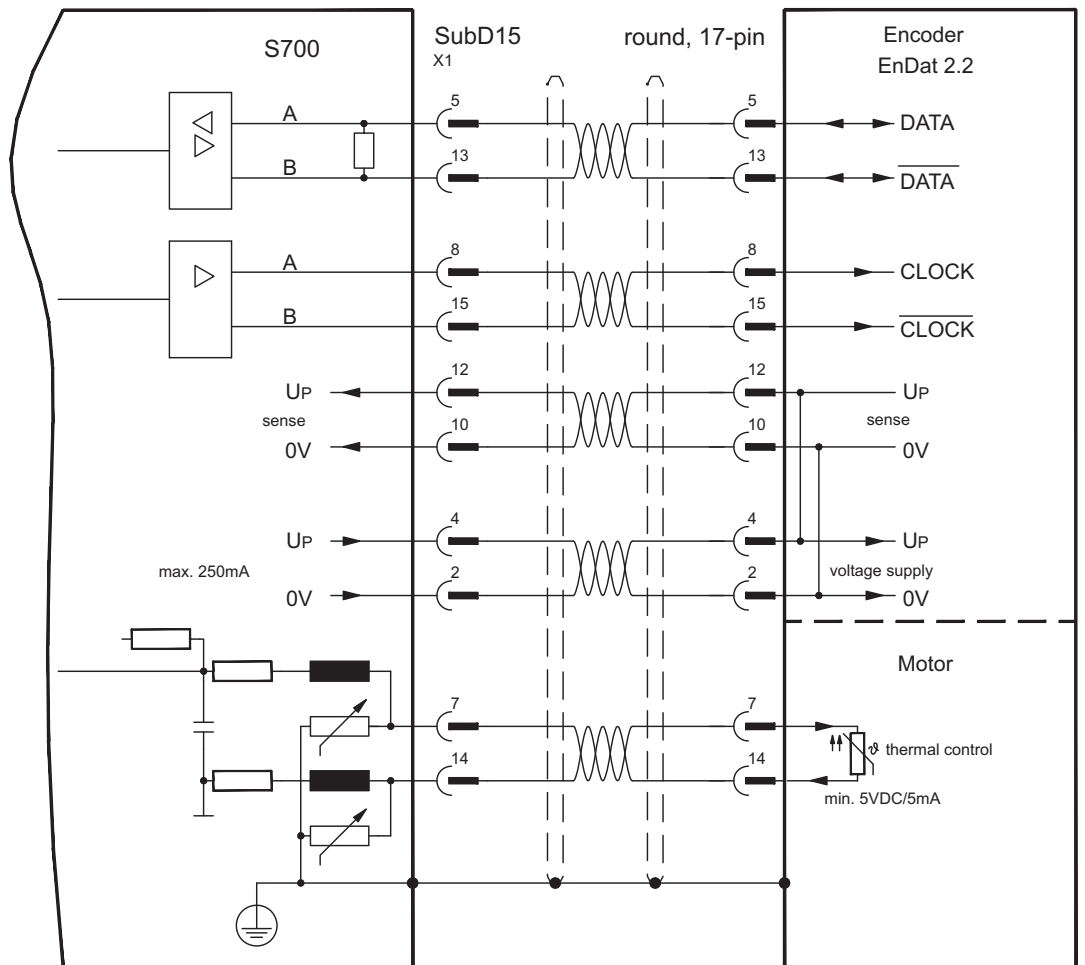 S700
SubD15
X1
round, 17-pin
Encoder
EnDat 2.2
A
5
5
DATA
B
13
13
DATA
A
8
8
CLOCK
B
15
15
CLOCK
UP
12
12
UP
sense
sense
0V
10
10
0V
UP
4
4
UP
max. 250mA
voltage supply
0V
2
2
0V
Motor
7
7
ϑ thermal control
14
14
min. 5VDC/5mA